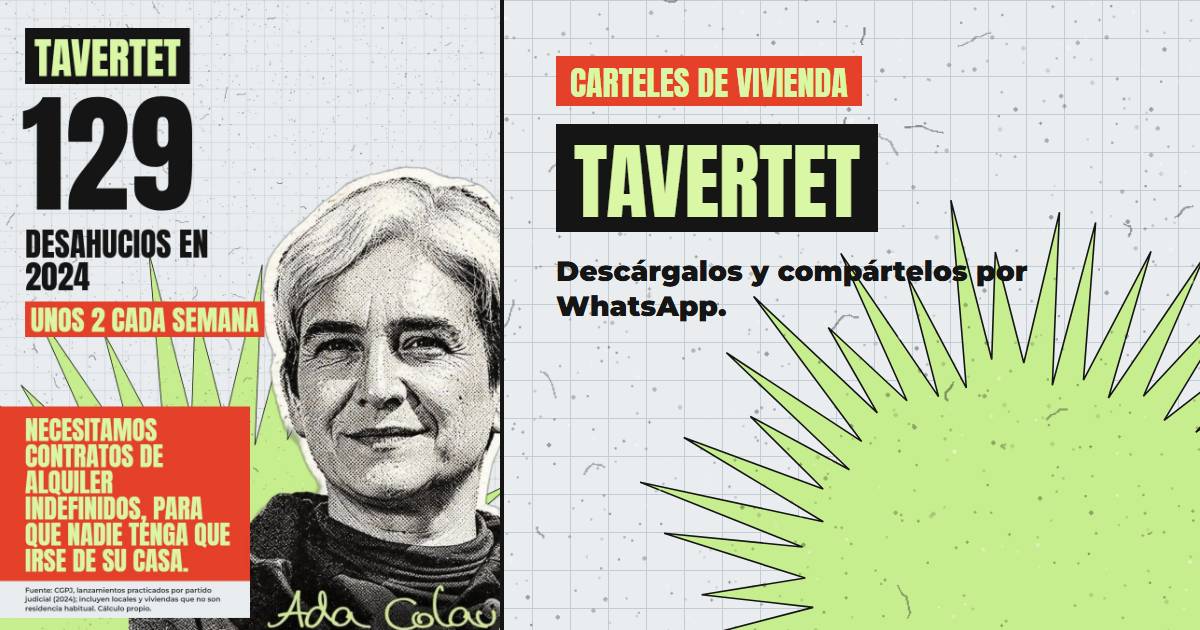 TAVERTET
129
DESAHUCIOS EN
2024
UNOS 2 CADA SEMANA
NECESITAMOS
CONTRATOS DE
ALQUILER
INDEFINIDOS, PARA
QUE NADIE TENGA QUE
IRSE DE SU CASA.
Fuente: CGPJ, lanzamientos practicados por partido
judicial (2024); incluyen locales y viviendas que no son
residencia habitual. Cálculo propio.
Ada Colau
CARTELES DE VIVIENDA
TAVERTET
Descárgalos y compártelos por
WhatsApp.